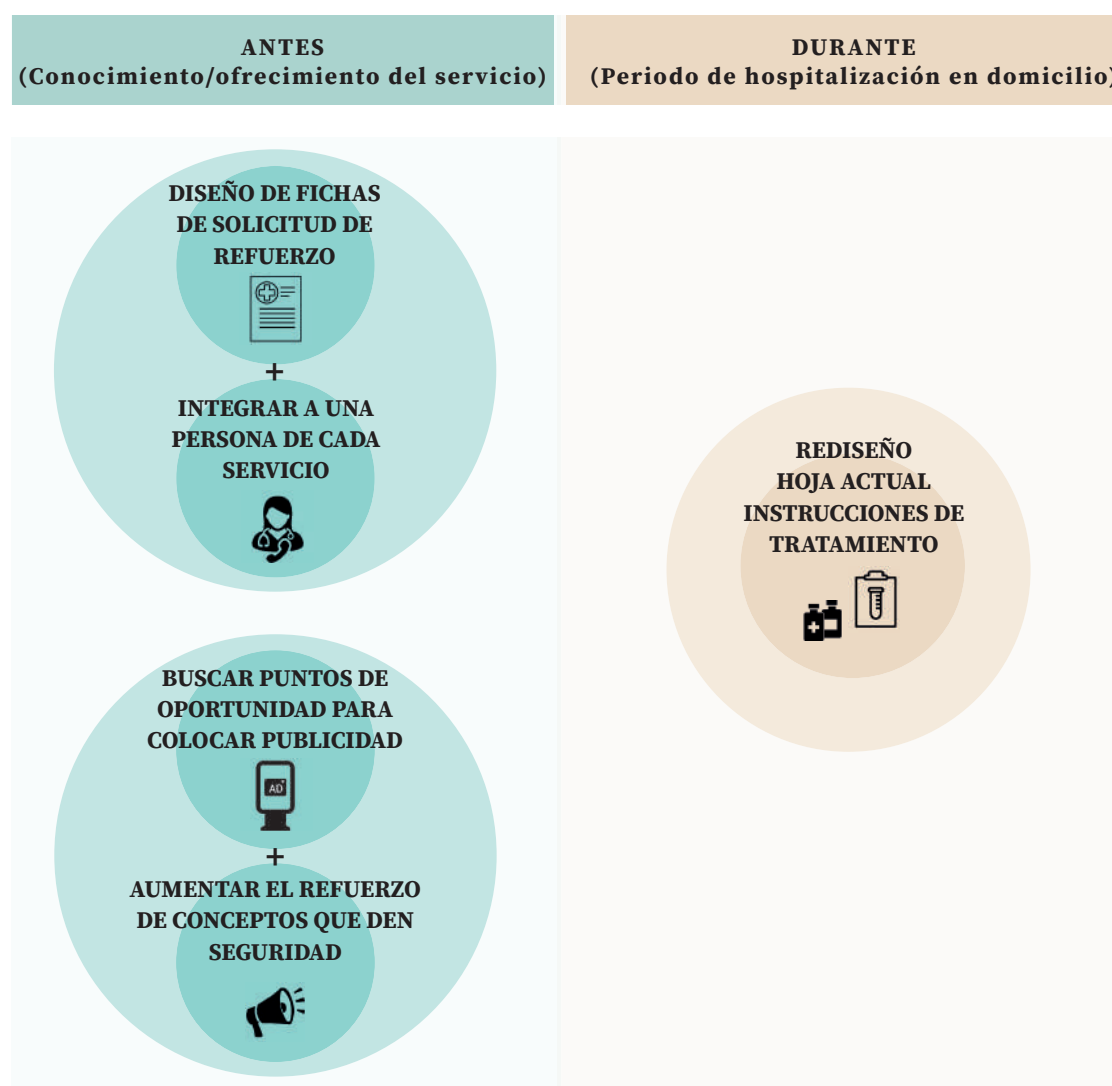 ANTES
(Conocimiento/ofrecimiento del servicio)
DURANTE
(Periodo de hospitalización en domicilio)
DISEÑO DE FICHAS
DE SOLICITUD DE
REFUERZO
+
INTEGRAR A UNA
PERSONA DE CADA
SERVICIO
BUSCAR PUNTOS DE
OPORTUNIDAD PARA
COLOCAR PUBLICIDAD
AD
+
AUMENTAR EL REFUERZO
DE CONCEPTOS QUE DEN
SEGURIDAD
REDISEÑO
HOJA ACTUAL
INSTRUCCIONES DE
TRATAMIENTO